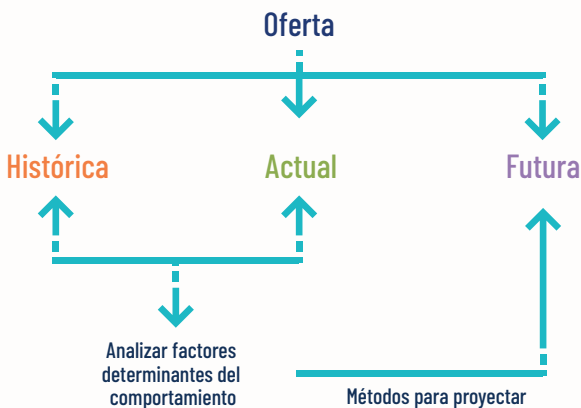 Oferta
Histórica
Actual
Futura
Analizar factores
determinantes del
comportamiento
Métodos para proyectar